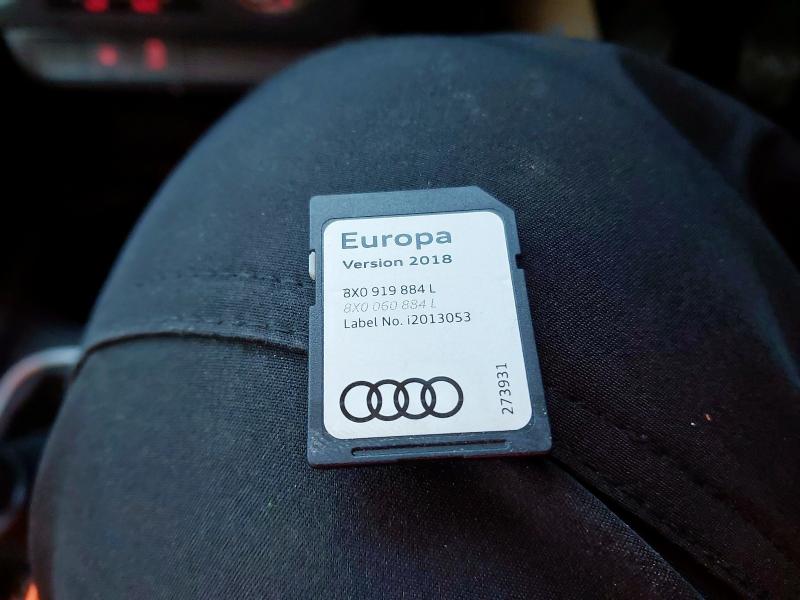 Europa
Version 2018
8X0 919 884 L
8X0 060 884 L
Label No. i2013053
273931